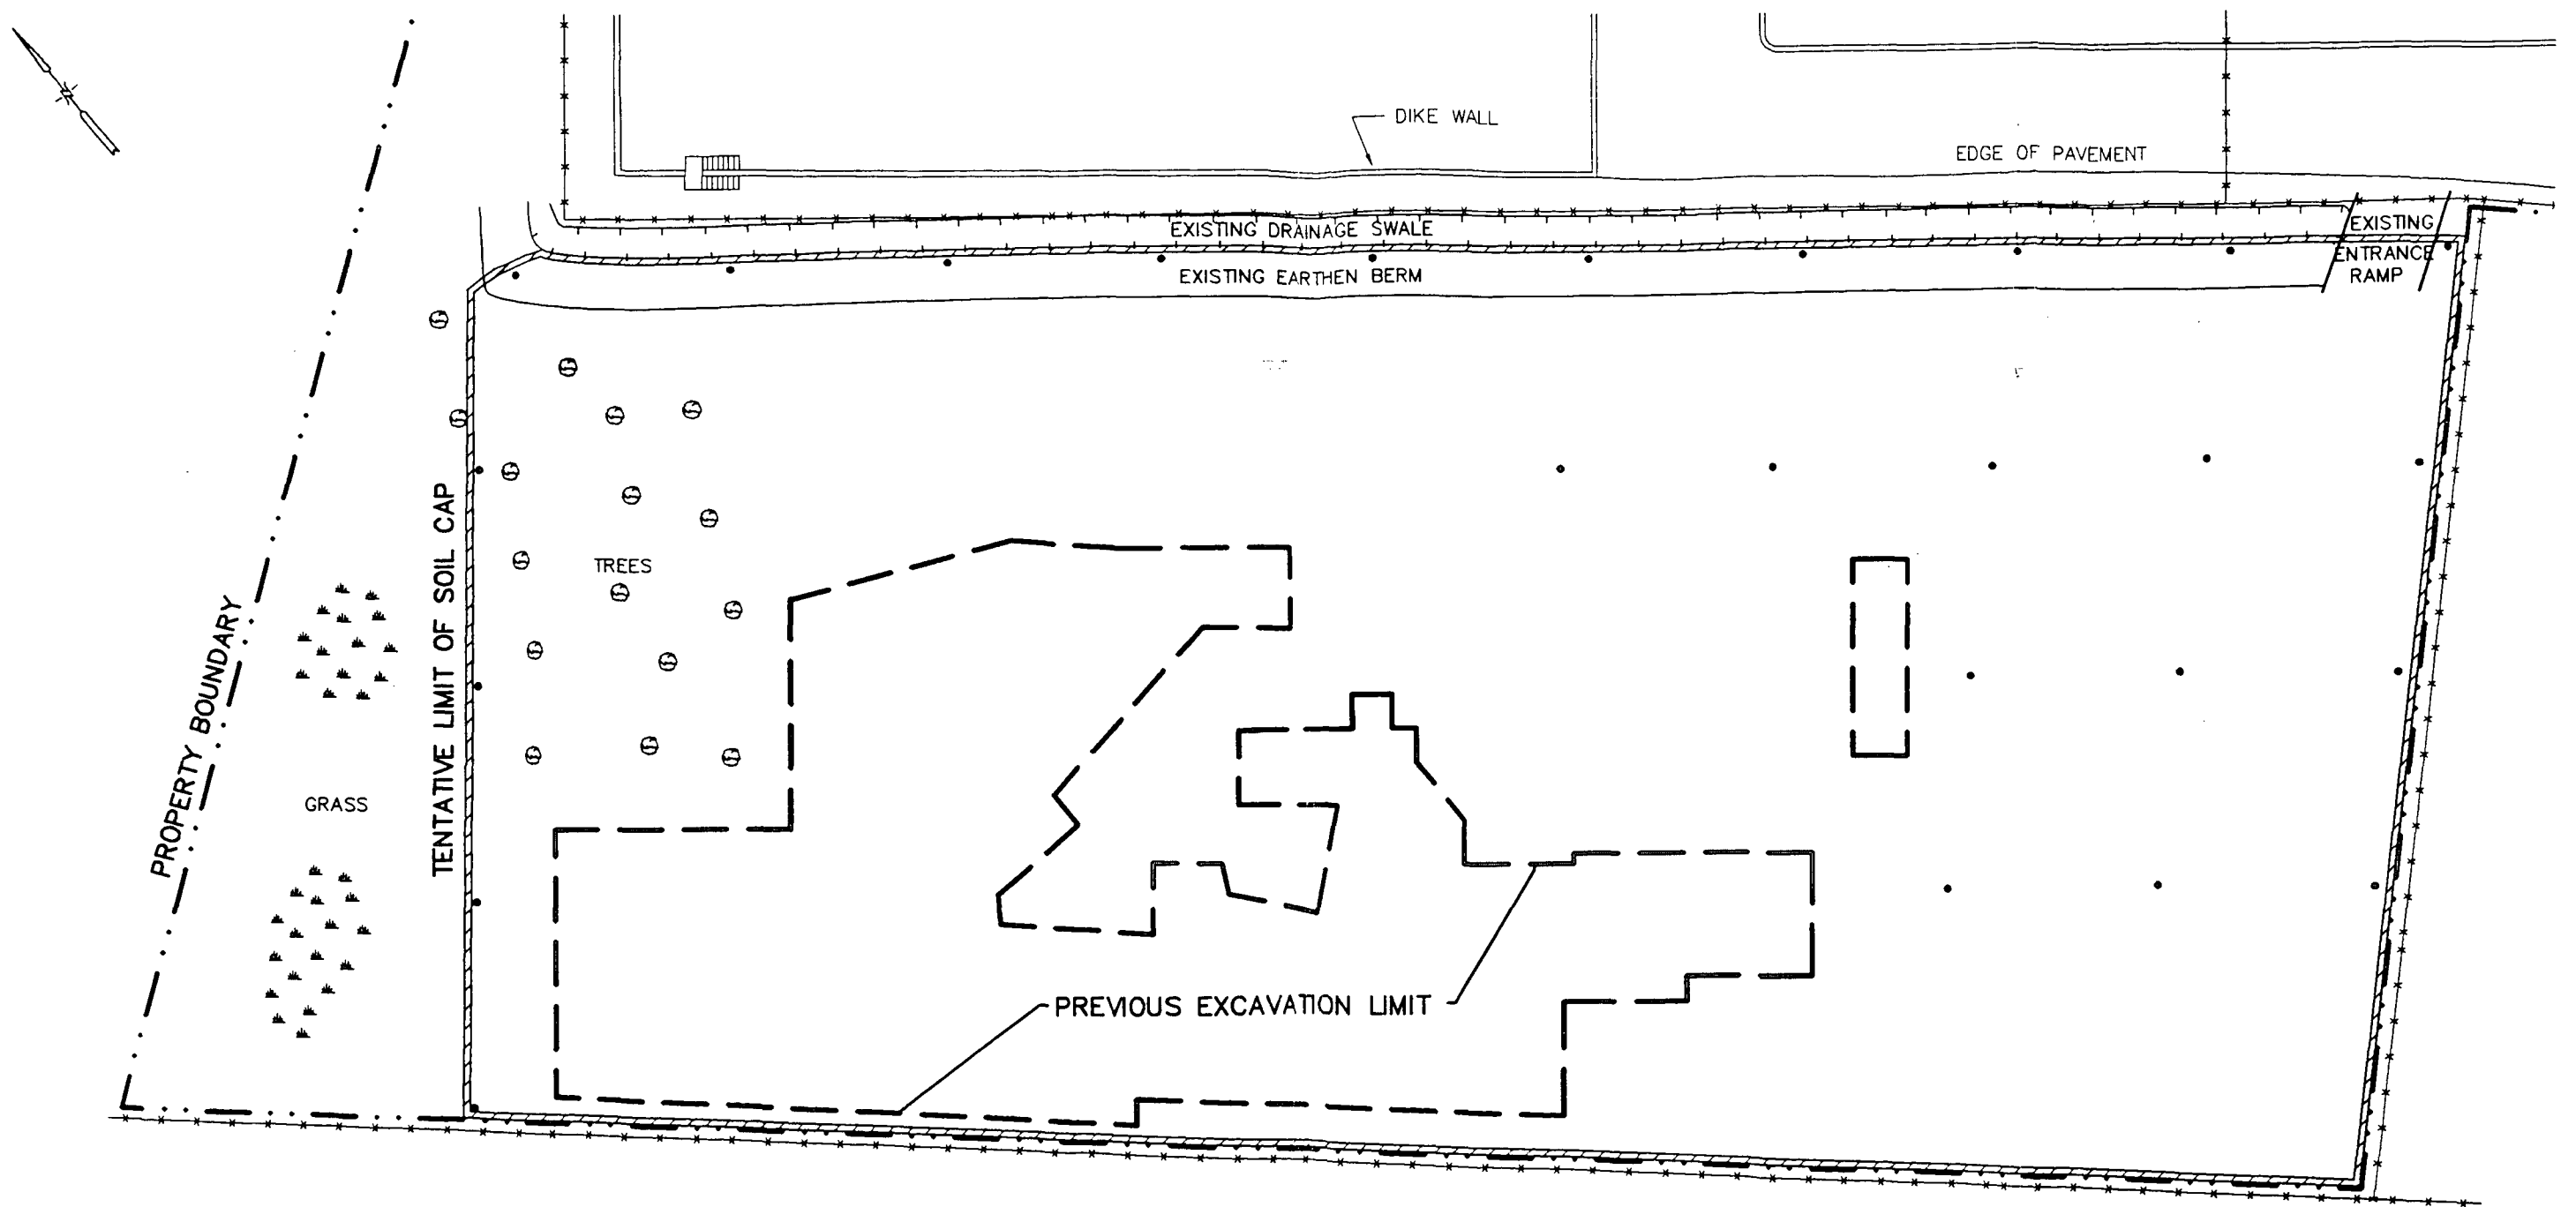 DIKE WALL
EDGE OF PAVEMENT
EXISTING DRAINAGE SWALE
EXISTING
ENTRANCE
RAMP
EXISTING EARTHEN BERM
TENTATIVE LIMIT OF SOIL CAP
TREES
PROPERTY BOUNDARY
GRASS
PREVIOUS EXCAVATION LIMIT